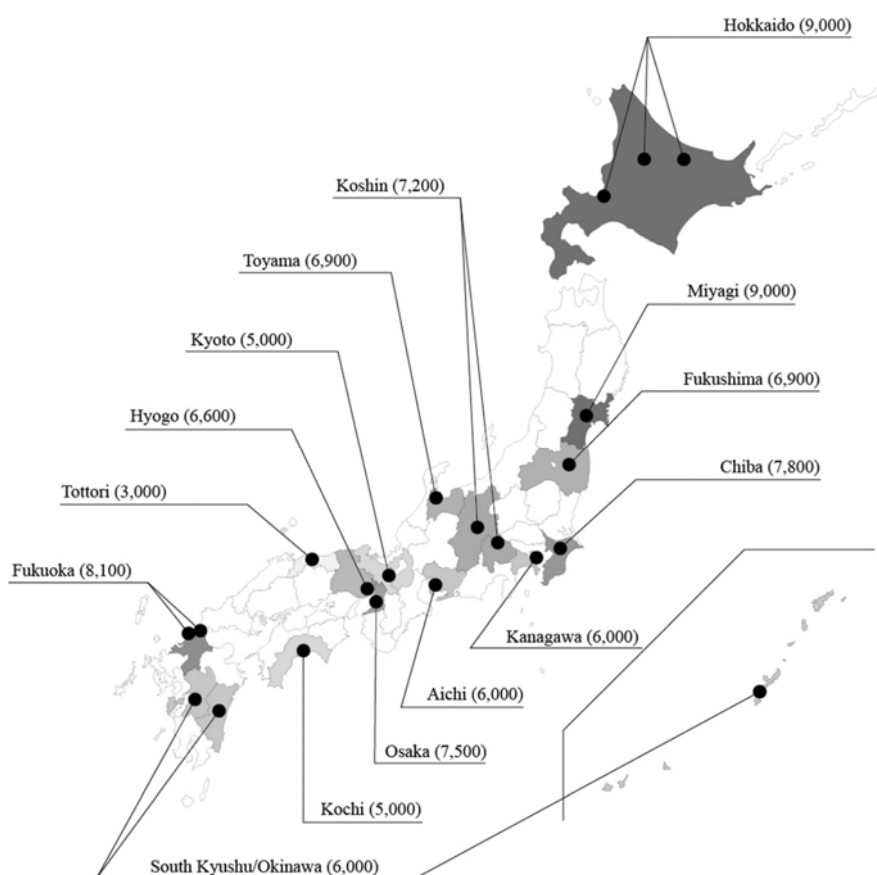 Hokkaido (9,000)
Koshin (7,200)
Toyama (6,900)
Miyagi (9,000)
Kyoto (5,000)
Fukushima (6,900)
Hyogo (6,600)
Chiba (7,800)
Tottori (3,000)
Fukuoka (8,100)
Kanagawa (6,000)
Aichi (6,000)
Osaka (7,500)
Kochi (5,000)
South Kyushu/Okinawa (6,000)